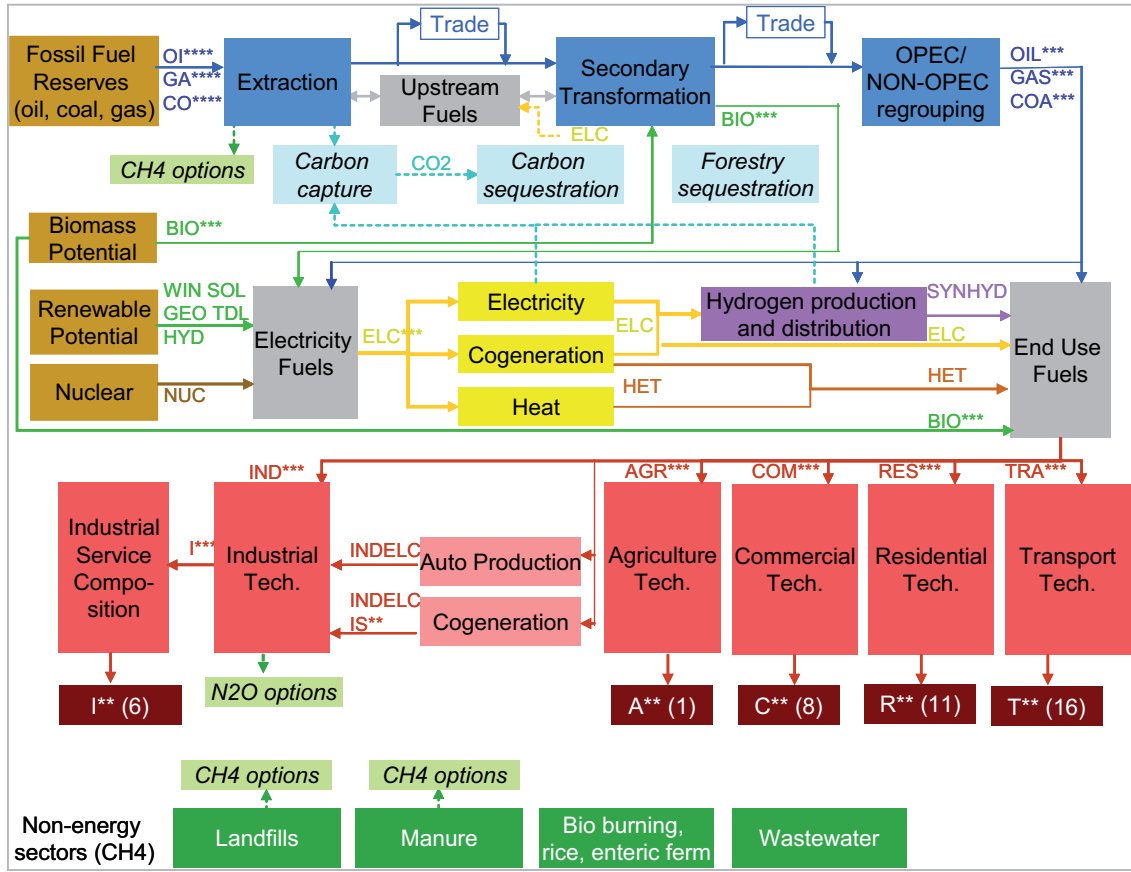 Trade
Trade
Fossil Fuel
Reserves
(oil, coal, gas)
OI****
GA****
CO****
Extraction
Upstream
Fuels
Secondary
Transformation
OPEC/
NON-OPEC
regrouping
OIL***
GAS***
COA***
ELC
BIO***
CH4 options
Carbon
capture
CO2
Carbon
sequestration
Forestry
sequestration
Biomass
Potential
BIO***
Renewable
Potential
WIN SOL
GEO TDL
HYD
Nuclear
NUC
Electricity
Fuels
ELC***
Electricity
Cogeneration
Heat
ELC
HET
Hydrogen production
and distribution
SYNHYD
ELC
HET
BIO***
End Use
Fuels
IND***
AGR***
COM***
RES***
TRA***
Industrial
Service
Compo-
sition
I***
Industrial
Tech.
INDELC
Auto Production
INDELC
IS**
Cogeneration
Agriculture
Tech.
Commercial
Tech.
Residential
Tech.
Transport
Tech.
I** (6)
N2O options
A** (1)
C** (8)
R** (11)
T** (16)
CH4 options
CH4 options
Non-energy
sectors (CH4)
Landfills
Manure
Bio burning,
rice, enteric ferm
Wastewater